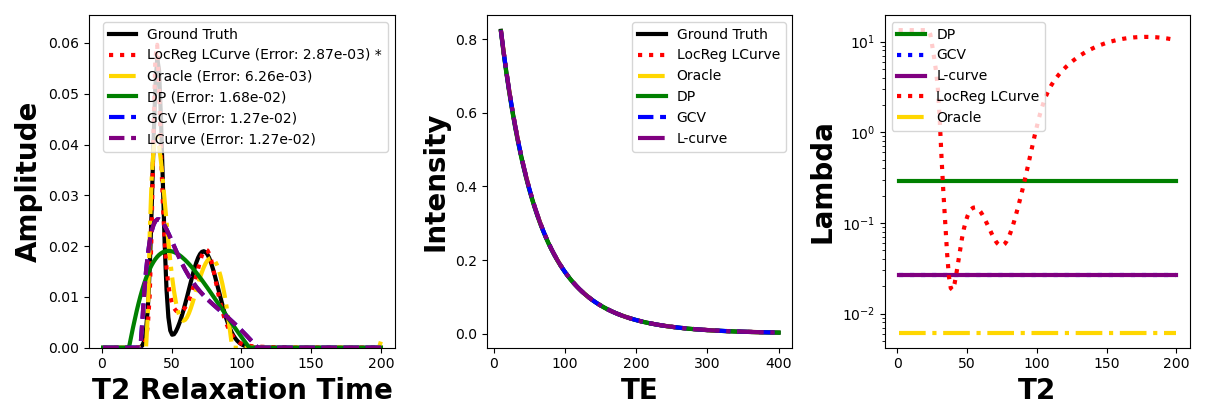 Amplitude
0.06
0.05
0.04
0.03
0.02
0.01
0.00
Ground Truth
LocReg LCurve (Error: 2.87e-03) *
Oracle (Error: 6.26e-03)
DP (Error: 1.68e-02)
GCV (Error: 1.27e-02)
LCurve (Error: 1.27e-02)
0 50 100 150 200
T2 Relaxation Time
Intensity
0.8
0.6
0.4
0.2
0.0
Ground Truth
LocReg LCurve
Oracle
DP
GCV
L-curve
0 100 200 300 400
TE
Lambda
10¹
10⁰
10⁻¹
10⁻²
DP
GCV
L-curve
LocReg LCurve
Oracle
0 50 100 150 200
T2